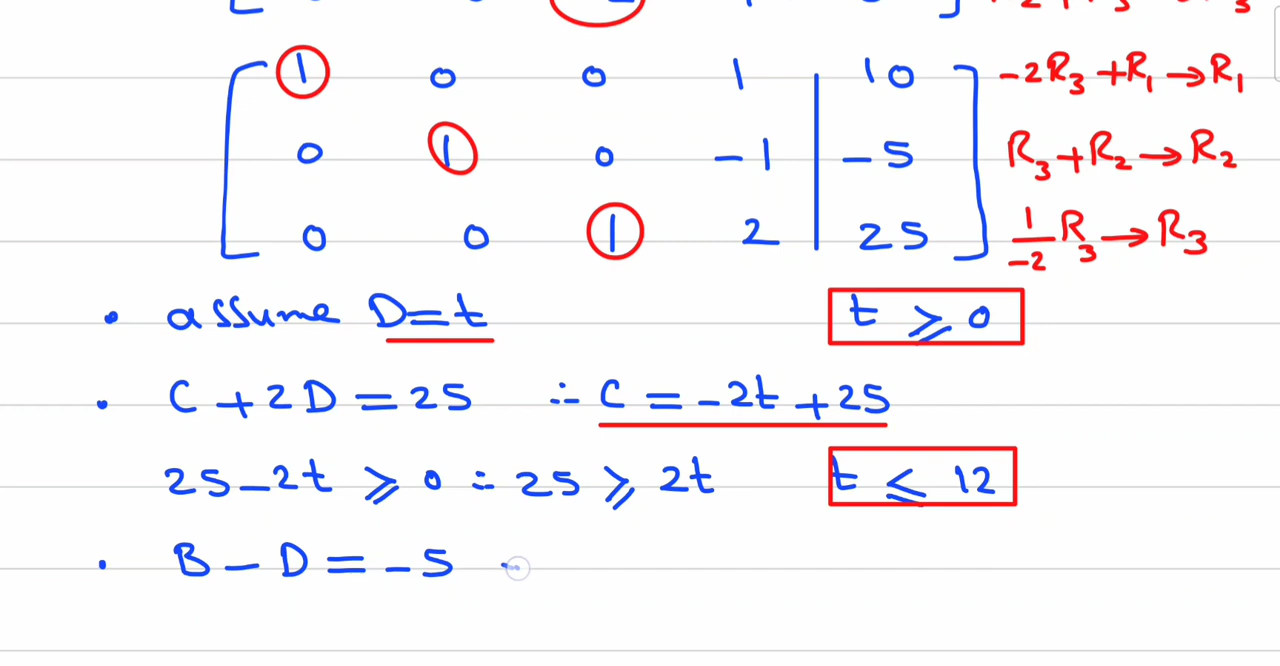 1 0 0 1 | 10 -2R₃ + R₁ → R₁
0 1 0 -1 | -5 R₃ + R₂ → R₂
0 0 1 2 | 25 1/-2 R₃ → R₃
• assume D = t t ⩾ 0
• C + 2D = 25 ∴ C = -2t + 25
25 - 2t ⩾ 0 = 25 ⩾ 2t t ⩽ 12
• B - D = -5